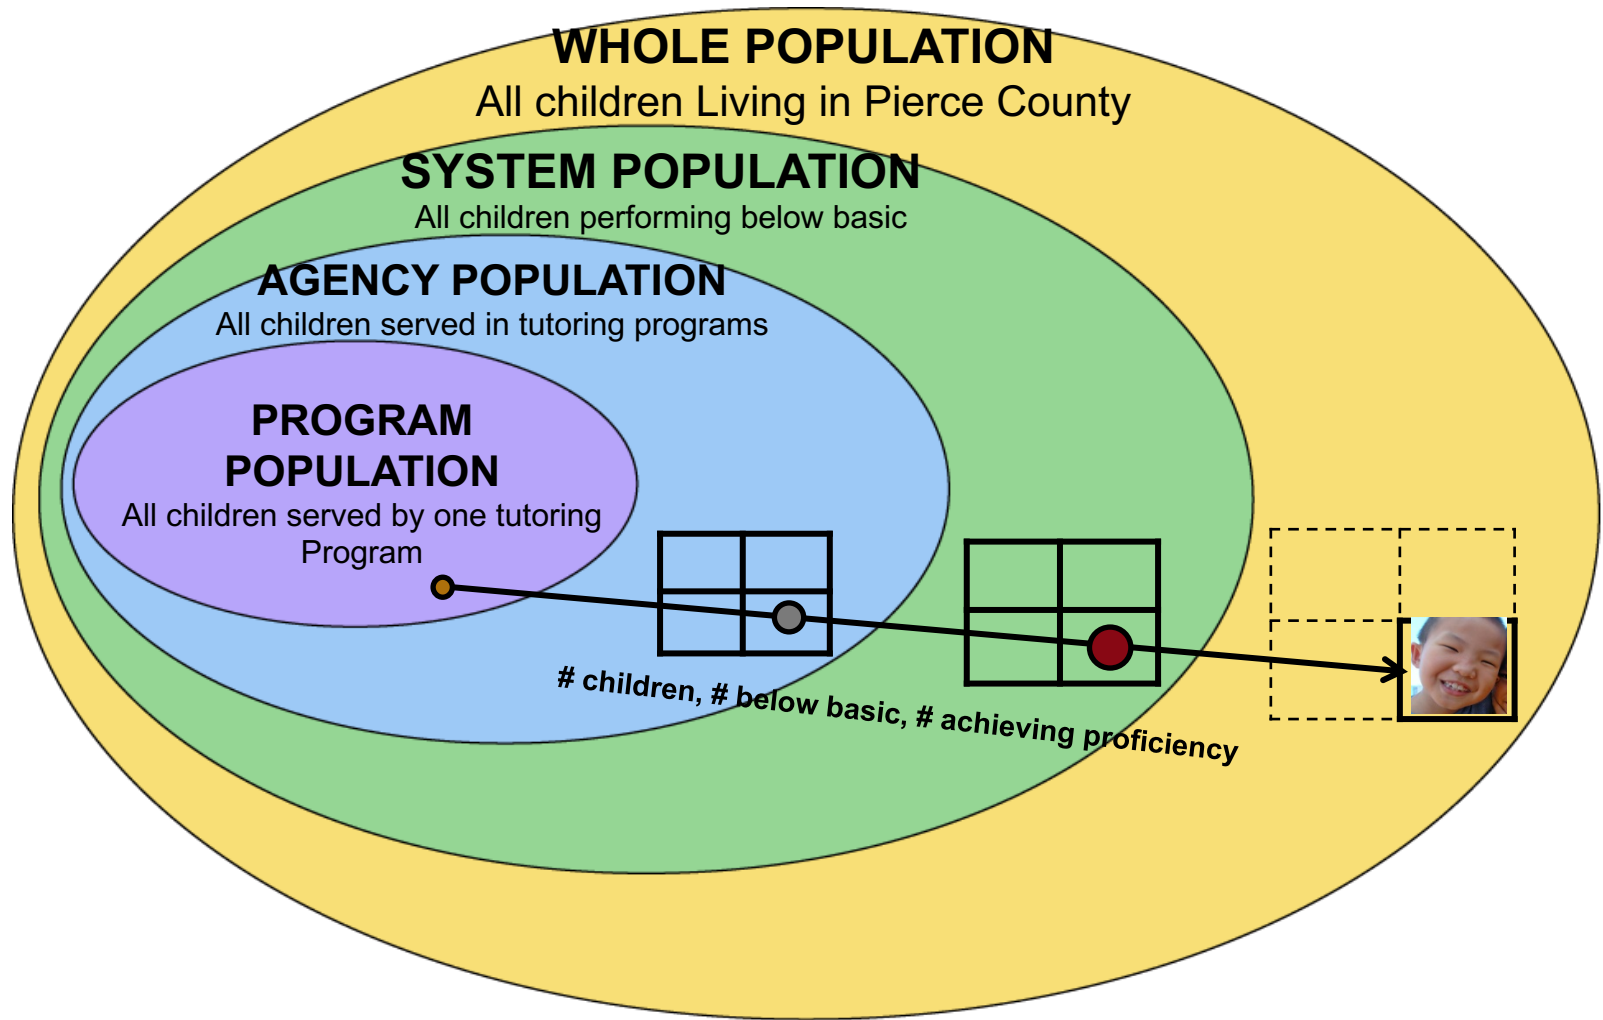 WHOLE POPULATION
All children Living in Pierce County
SYSTEM POPULATION
All children performing below basic
AGENCY POPULATION
All children served in tutoring programs
PROGRAM
POPULATION
All children served by one tutoring
Program
# children, # below basic, # achieving proficiency